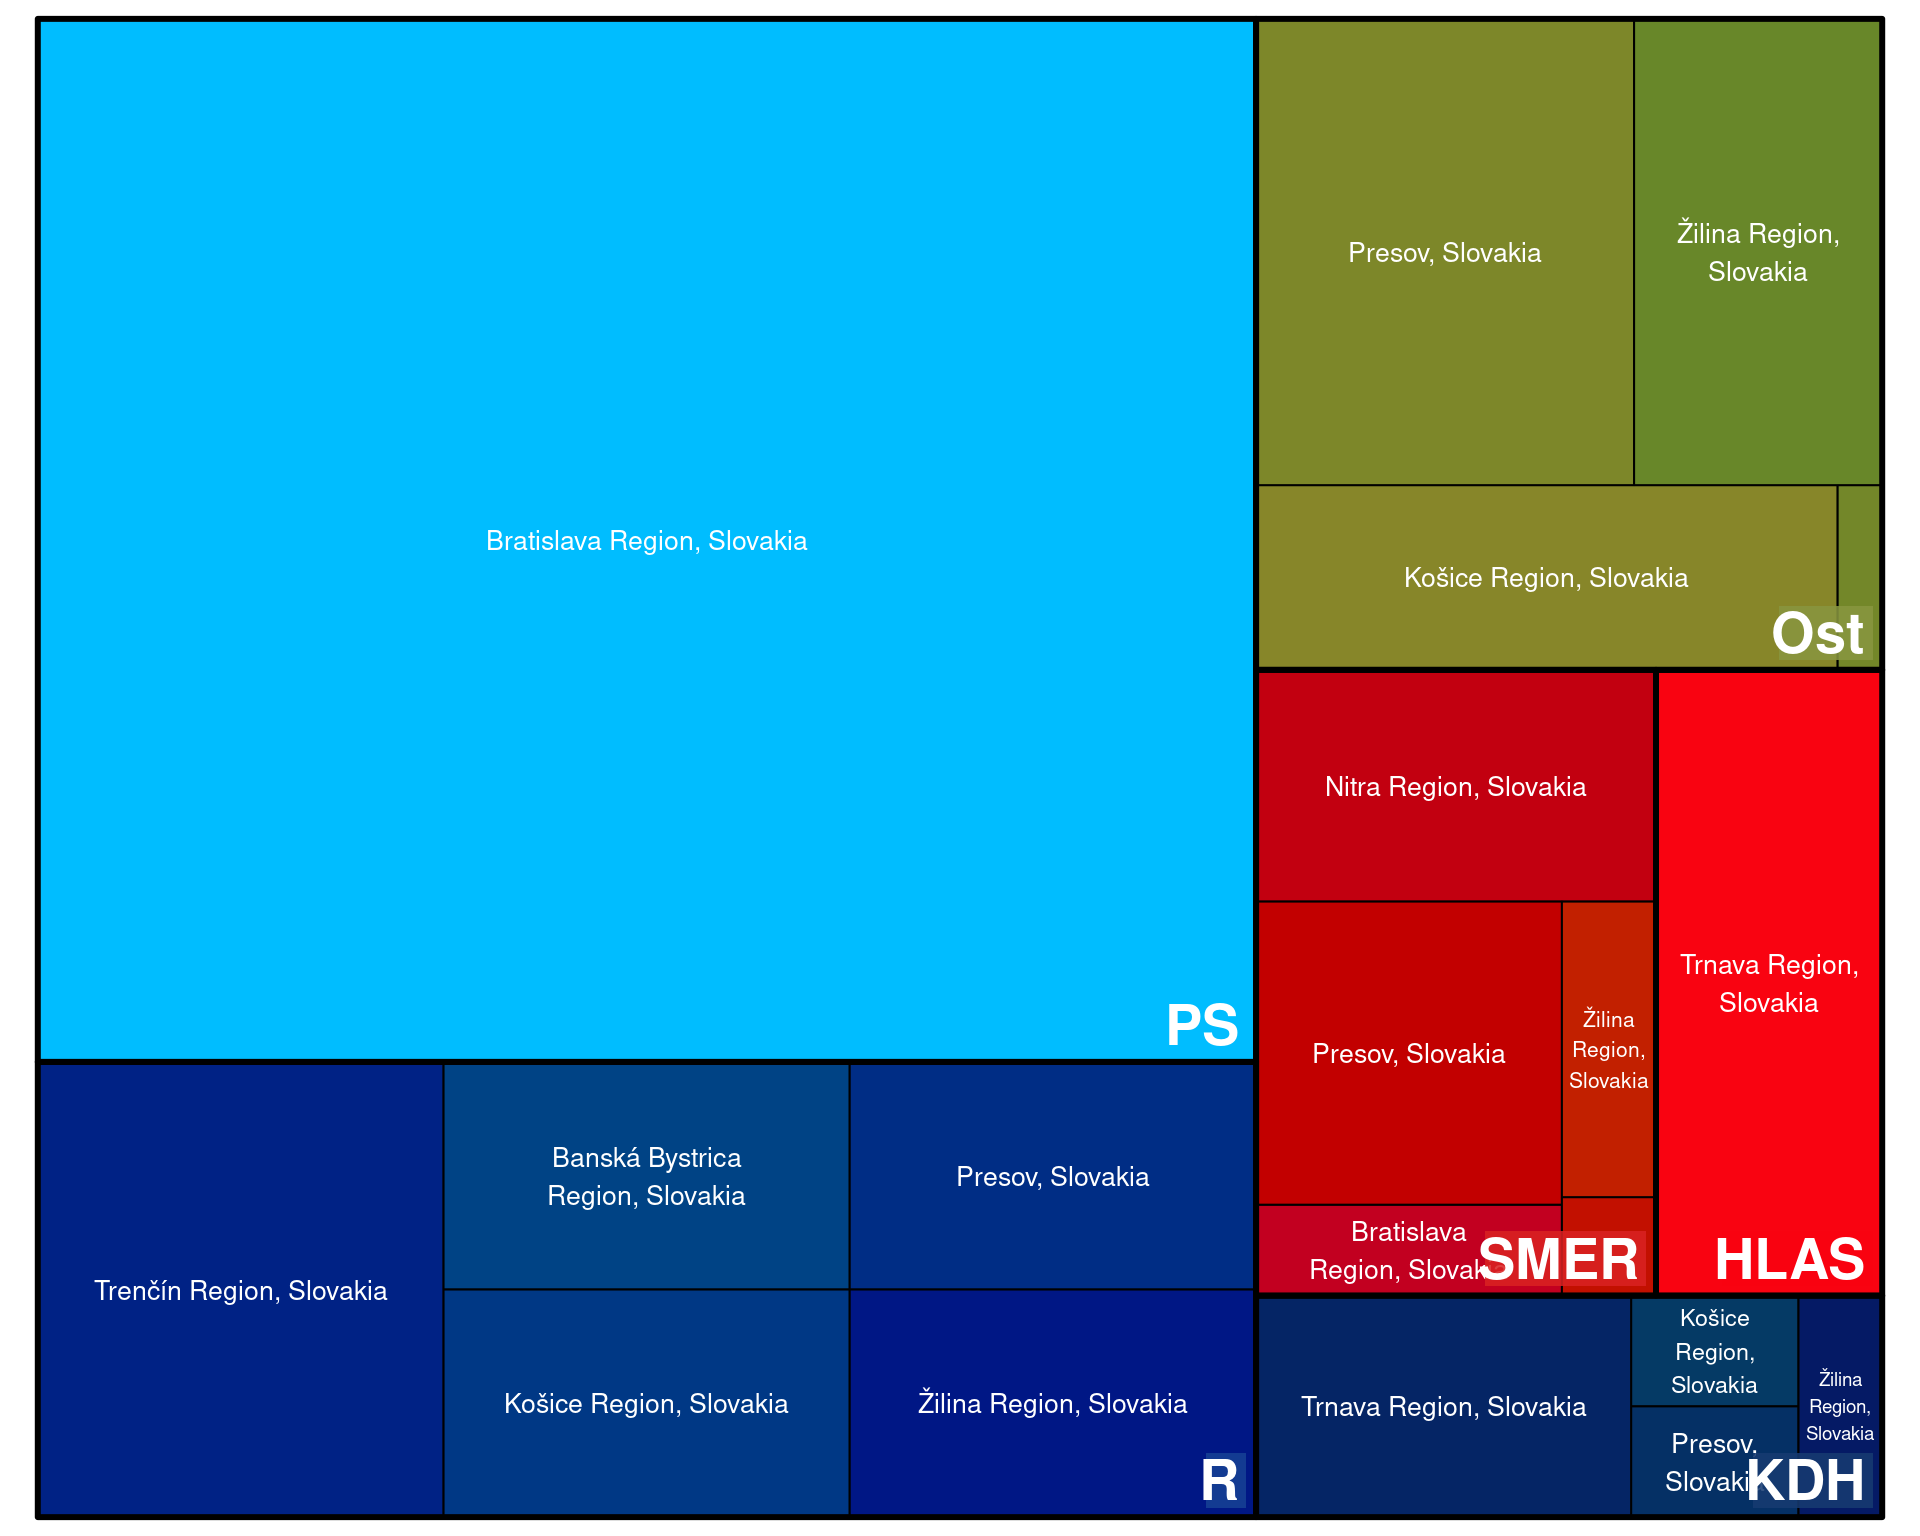 Bratislava Region, Slovakia
PS
Trenčín Region, Slovakia
Banská Bystrica
Region, Slovakia
Presov, Slovakia
Košice Region, Slovakia
Žilina Region, Slovakia
R
Presov, Slovakia
Žilina Region,
Slovakia
Košice Region, Slovakia
Ost
Nitra Region, Slovakia
Presov, Slovakia
Žilina
Region,
Slovakia
Bratislava
Region, Slovakia
SMER
Trnava Region,
Slovakia
HLAS
Trnava Region, Slovakia
Košice
Region,
Slovakia
Presov,
Slovakia
Žilina
Region,
Slovakia
KDH